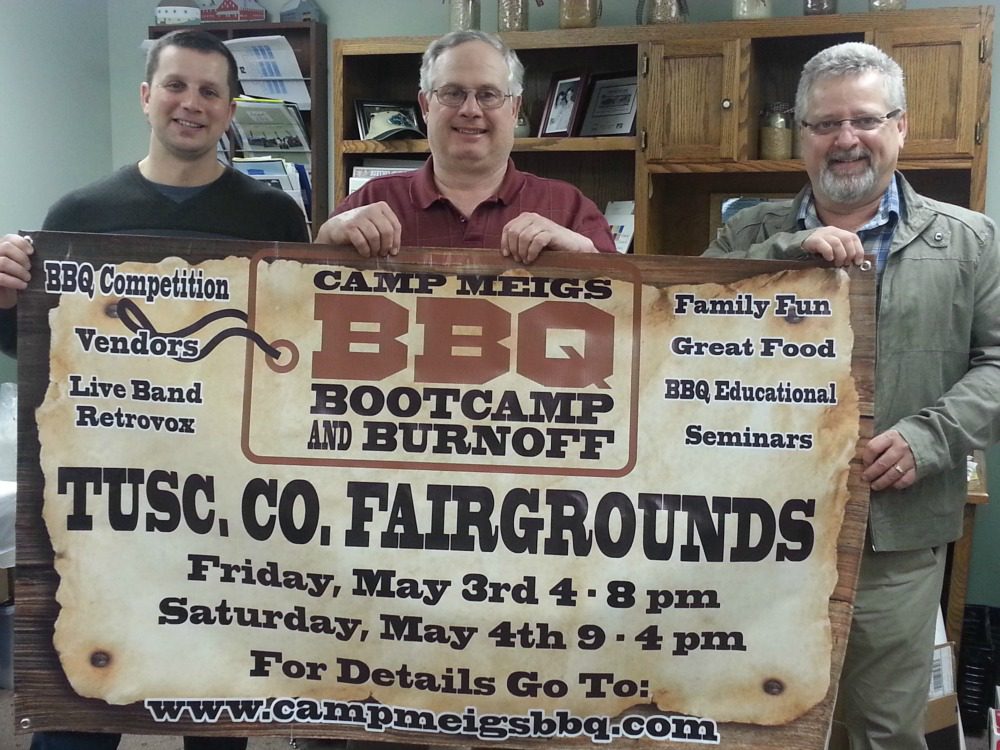 BBQ Competition
Vendors
Live Band
Retrovox
CAMP MEIGS
BBQ
BOOTCAMP
AND BURNOFF
Family Fun
Great Food
BBQ Educational
Seminars
TUSC. CO. FAIRGROUNDS
Friday, May 3rd 4 - 8 pm
Saturday, May 4th 9 - 4 pm
For Details Go To:
www.campmeigsbbq.com